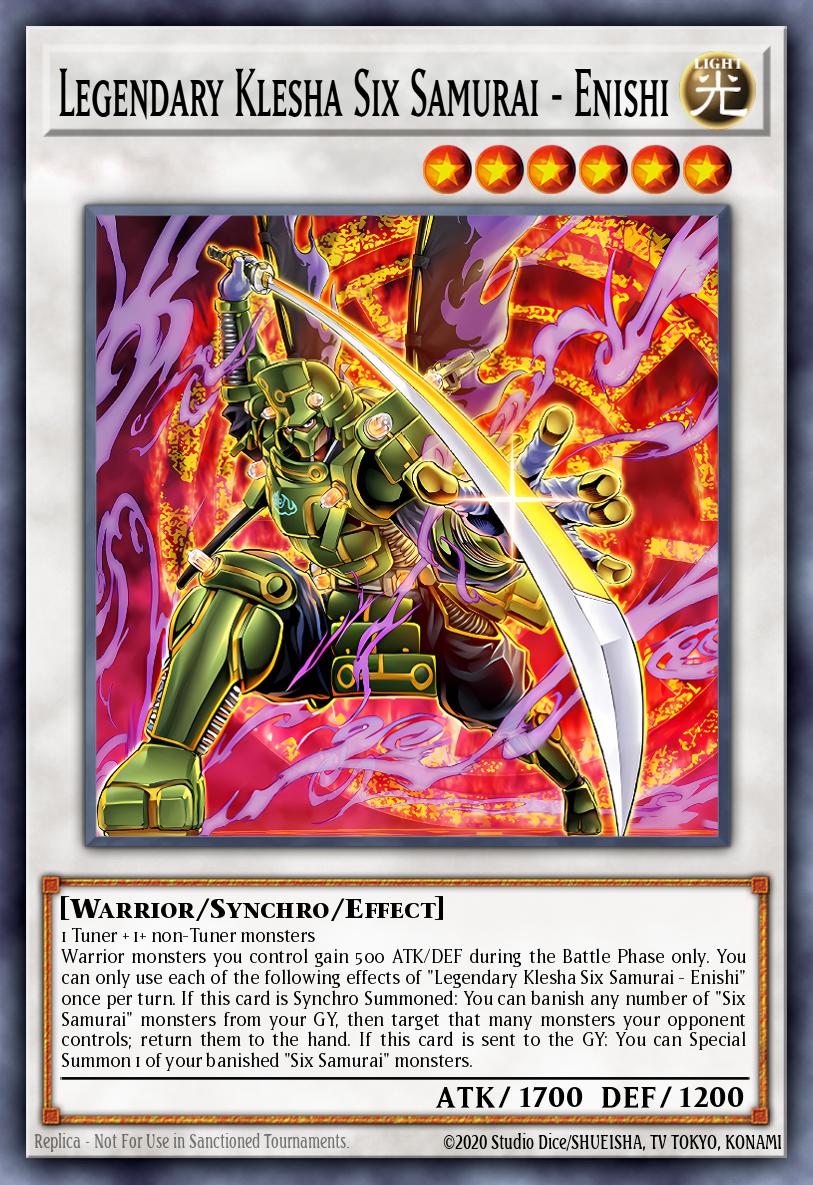 Legendary Klesha Six Samurai - Enishi
LIGHT
光
[Warrior/Synchro/Effect]
1 Tuner + 1+ non-Tuner monsters
Warrior monsters you control gain 500 ATK/DEF during the Battle Phase only. You
can only use each of the following effects of "Legendary Klesha Six Samurai - Enishi"
once per turn. If this card is Synchro Summoned: You can banish any number of "Six
Samurai" monsters from your GY, then target that many monsters your opponent
controls; return them to the hand. If this card is sent to the GY: You can Special
Summon 1 of your banished "Six Samurai" monsters.
ATK/ 1700 DEF/ 1200
Replica - Not For Use in Sanctioned Tournaments.
©2020 Studio Dice/SHUEISHA, TV TOKYO, KONAMI